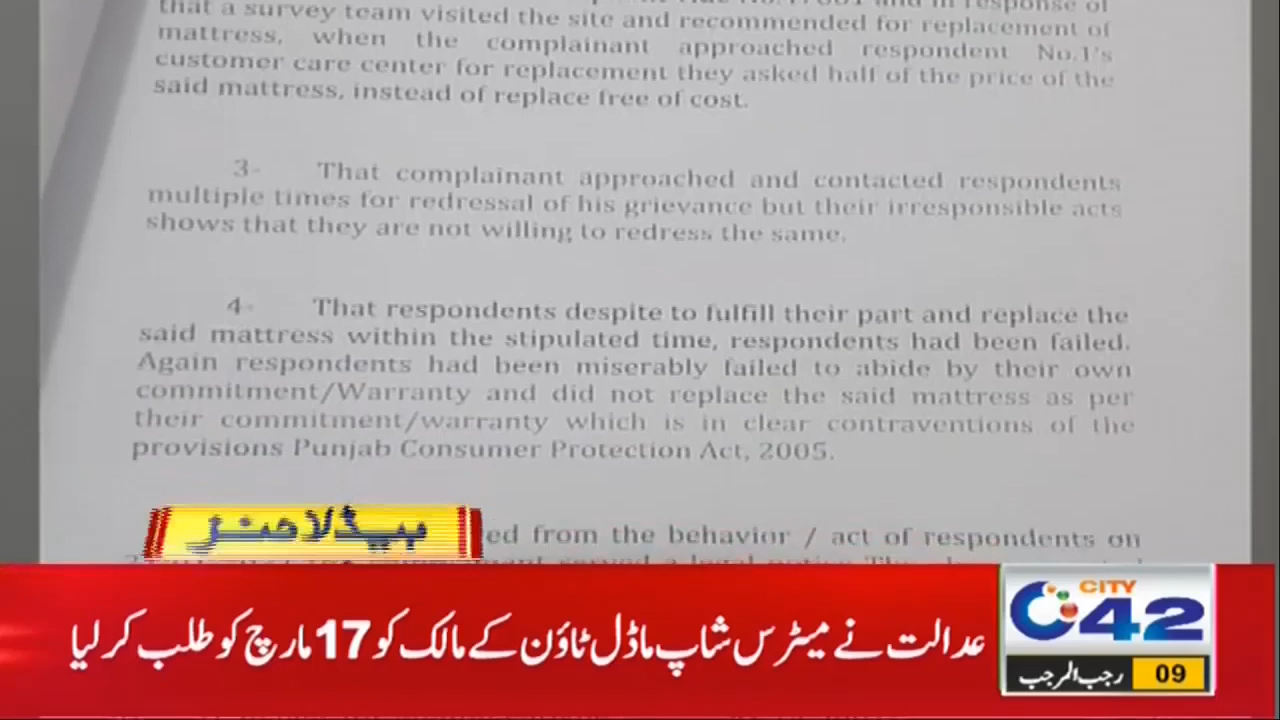 that a survey team visited the site and recommended for replacement of
mattress, when the complainant approached respondent No.1's
customer care center for replacement they asked half of the price of the
said mattress, instead of replace free of cost.
3- That complainant approached and contacted respondents
multiple times for redressal of his grievance but their irresponsible acts
shows that they are not willing to redress the same.
4- That respondents despite to fulfill their part and replace the
said mattress within the stipulated time, respondents had been failed.
Again respondents had been miserably failed to abide by their own
commitment/Warranty and did not replace the said mattress as per
their commitment/warranty which is in clear contraventions of the
provisions Punjab Consumer Protection Act, 2005.
ed from the behavior / act of respondents on
ہیڈلائنز
عدالت نے میٹرس شاپ ماڈل ٹاؤن کے مالک کو 17 مارچ کو طلب کر لیا
CITY
42
رجب المرجب 09